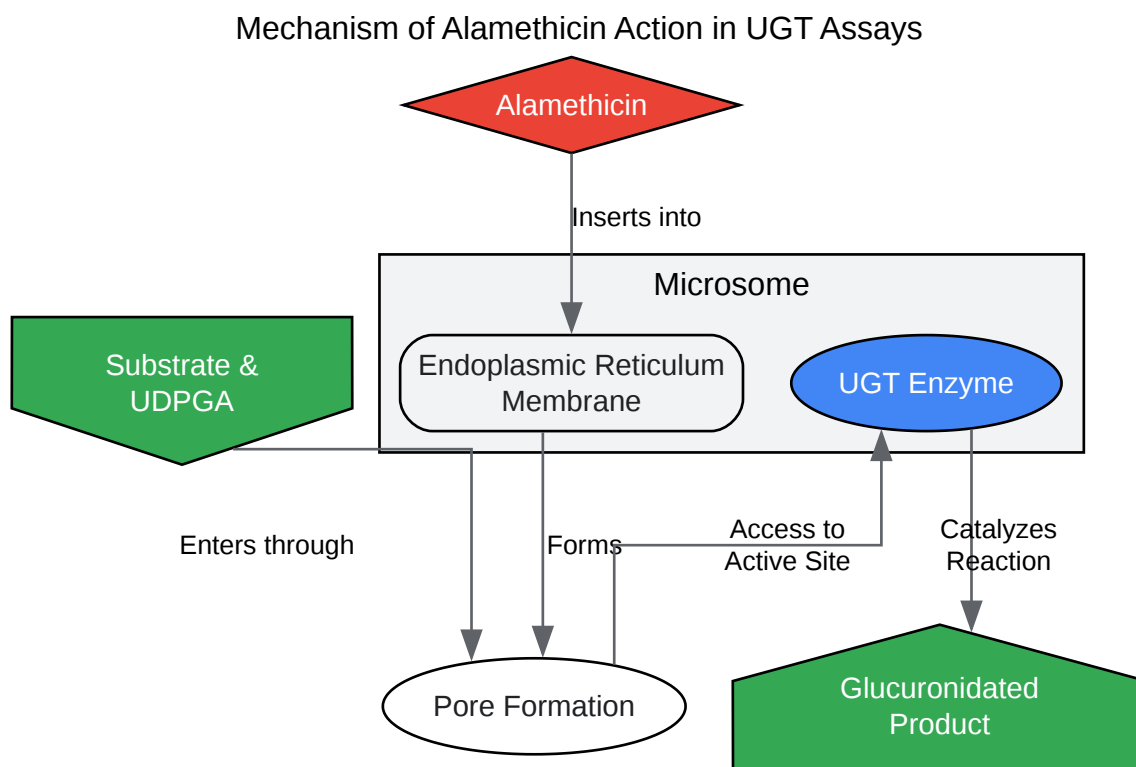 Mechanism of Alamethicin Action in UGT Assays
Alamethicin
Inserts into
Microsome
Substrate &
UDPGA
Endoplasmic Reticulum
Membrane
UGT Enzyme
Enters through
Forms
Access to
Active Site
Catalyzes
Reaction
Pore Formation
Glucuronidated
Product